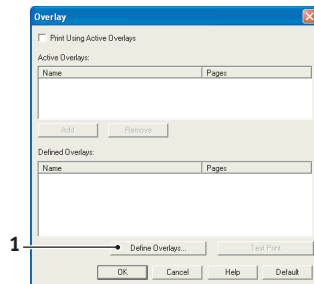 Overlay
Print Using Active Overlays
Active Overlays:
Name Pages
Add Remove
Defined Overlays:
Name Pages
1
Define Overlays... Test Print
OK Cancel Help Default